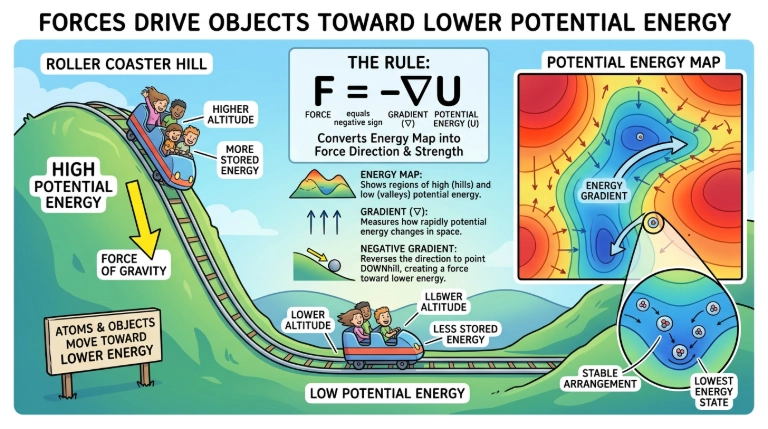 FORCES DRIVE OBJECTS TOWARD LOWER POTENTIAL ENERGY
ROLLER COASTER HILL
HIGHER
ALTITUDE
MORE
STORED
ENERGY
HIGH
POTENTIAL
ENERGY
FORCE
OF GRAVITY
ATOMS & OBJECTS
MOVE TOWARD
LOWER ENERGY
THE RULE:
F = −∇U
FORCE
equals
negative sign
GRADIENT
(∇)
POTENTIAL
ENERGY (U)
Converts Energy Map into
Force Direction & Strength
ENERGY MAP:
Shows regions of high (hills) and
low (valleys) potential energy.
GRADIENT (∇):
Measures how rapidly potential
energy changes in space.
NEGATIVE GRADIENT:
Reverses the direction to point
DOWNhill, creating a force
toward lower energy.
LOWER
ALTITUDE
LLƃWER
ALTITUDE
LESS STORED
ENERGY
LOW POTENTIAL ENERGY
POTENTIAL ENERGY MAP
ENERGY
GRADIENT
STABLE
ARRANGEMENT
LOWEST
ENERGY
STATE